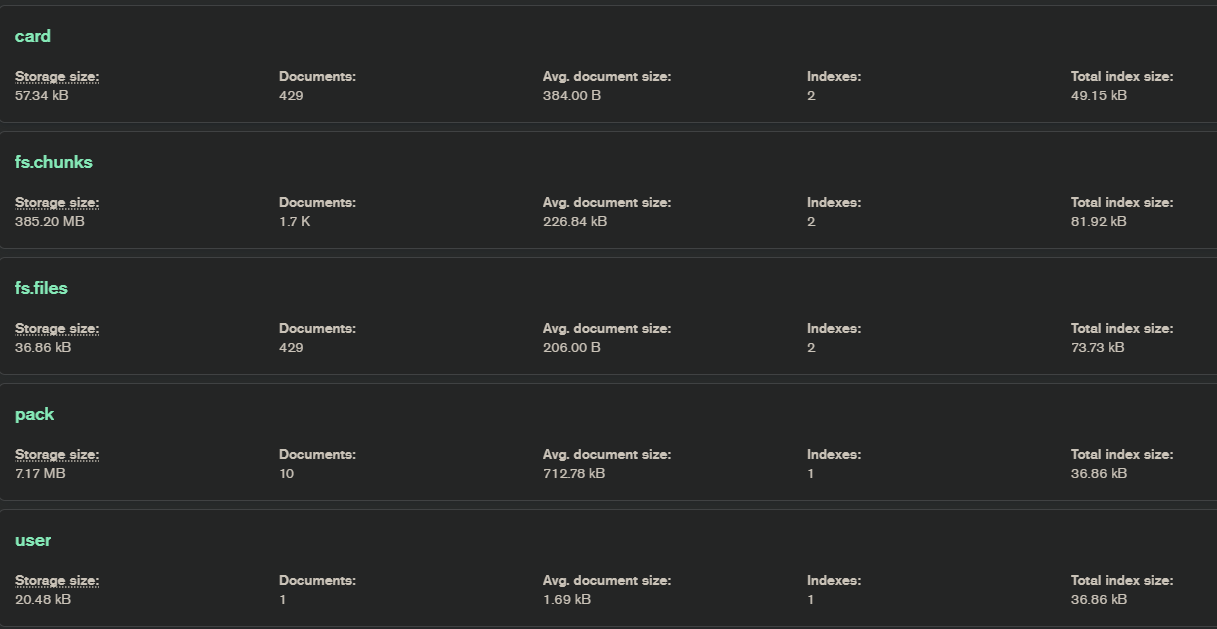 card
Storage size: Documents: Avg. document size: Indexes: Total index size:
57.34 kB 429 384.00 B 2 49.15 kB
fs.chunks
Storage size: Documents: Avg. document size: Indexes: Total index size:
385.20 MB 1.7 K 226.84 kB 2 81.92 kB
fs.files
Storage size: Documents: Avg. document size: Indexes: Total index size:
36.86 kB 429 206.00 B 2 73.73 kB
pack
Storage size: Documents: Avg. document size: Indexes: Total index size:
7.17 MB 10 712.78 kB 1 36.86 kB
user
Storage size: Documents: Avg. document size: Indexes: Total index size:
20.48 kB 1 1.69 kB 1 36.86 kB